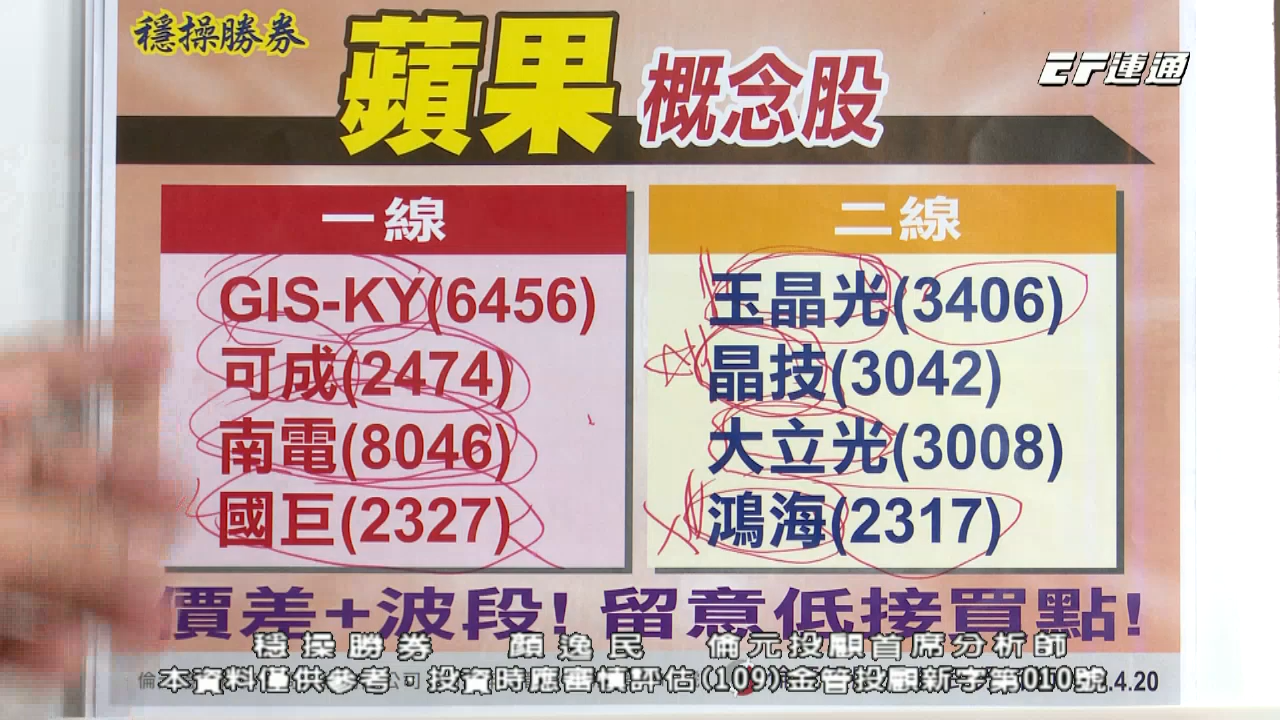 穩操勝券
蘋果 概念股
EF運通
一線
GIS-KY(6456)
可成(2474)
南電(8046)
國巨(2327)
二線
玉晶光(3406)
晶技(3042)
大立光(3008)
鴻海(2317)
價差+波段! 留意低接買點!
穩操勝券 顏逸民 倫元投顧首席分析師
本資料僅供參考,投資時應審慎評估(109)金管投顧新字第010號
.4.20